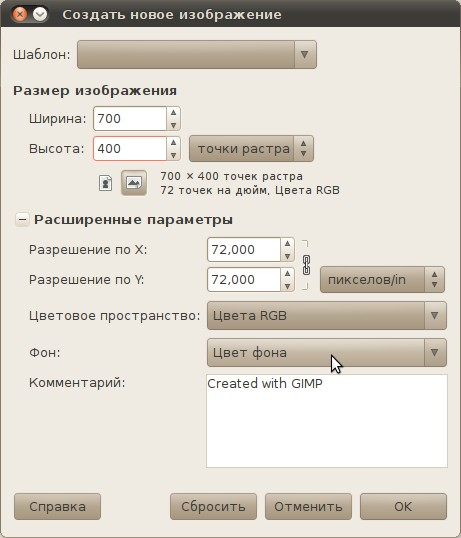 Создать новое изображение
Шаблон:
Размер изображения
Ширина: 700
Высота: 400 точки растра
700 × 400 точек растра
72 точек на дюйм, Цвета RGB
Расширенные параметры
Разрешение по X: 72,000
Разрешение по Y: 72,000 пикселов/in
Цветовое пространство: Цвета RGB
Фон: Цвет фона
Комментарий: Created with GIMP
Справка Сбросить Отменить OK